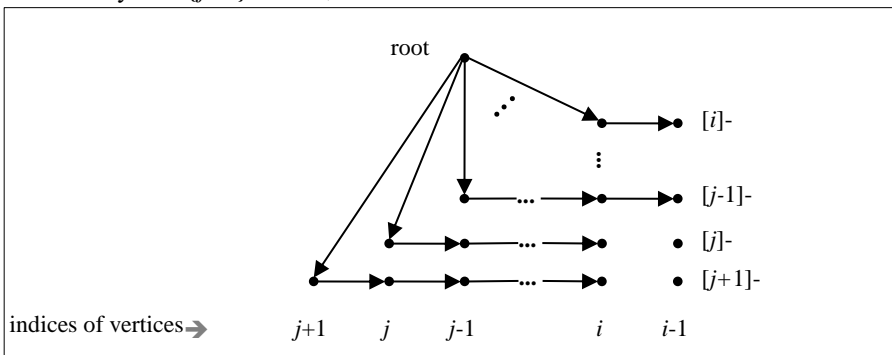 root
[i]-
[j-1]-
[j]-
[j+1]-
indices of vertices j+1 j j-1 i i-1